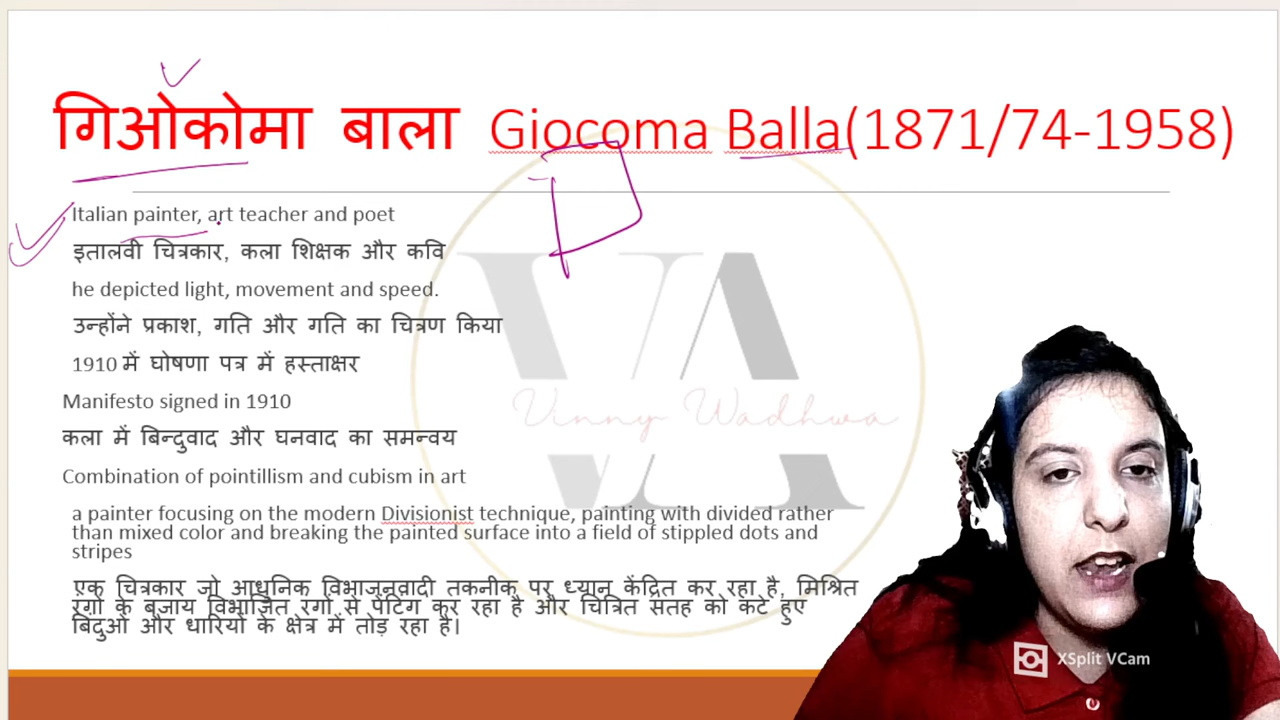 गिओकोमा बाला Giocoma Balla(1871/74-1958)
Italian painter, art teacher and poet
इतालवी चित्रकार, कला शिक्षक और कवि
he depicted light, movement and speed.
उन्होंने प्रकाश, गति और गति का चित्रण किया
1910 में घोषणा पत्र में हस्ताक्षर
Manifesto signed in 1910
कला में बिन्दुवाद और घनवाद का समन्वय
Combination of pointillism and cubism in art
a painter focusing on the modern Divisionist technique, painting with divided rather
than mixed color and breaking the painted surface into a field of stippled dots and
stripes
एक चित्रकार जो आधुनिक विभाजनवादी तकनीक पर ध्यान केंद्रित कर रहा है, मिश्रित
रंगों के बजाय विभाजित रंगों से पेंटिंग कर रहा है और चित्रित सतह को कटे हुए
बिंदुओं और धारियों के क्षेत्र में तोड़ रहा है।
VA
Vinny Wadhwa
XSplit VCam